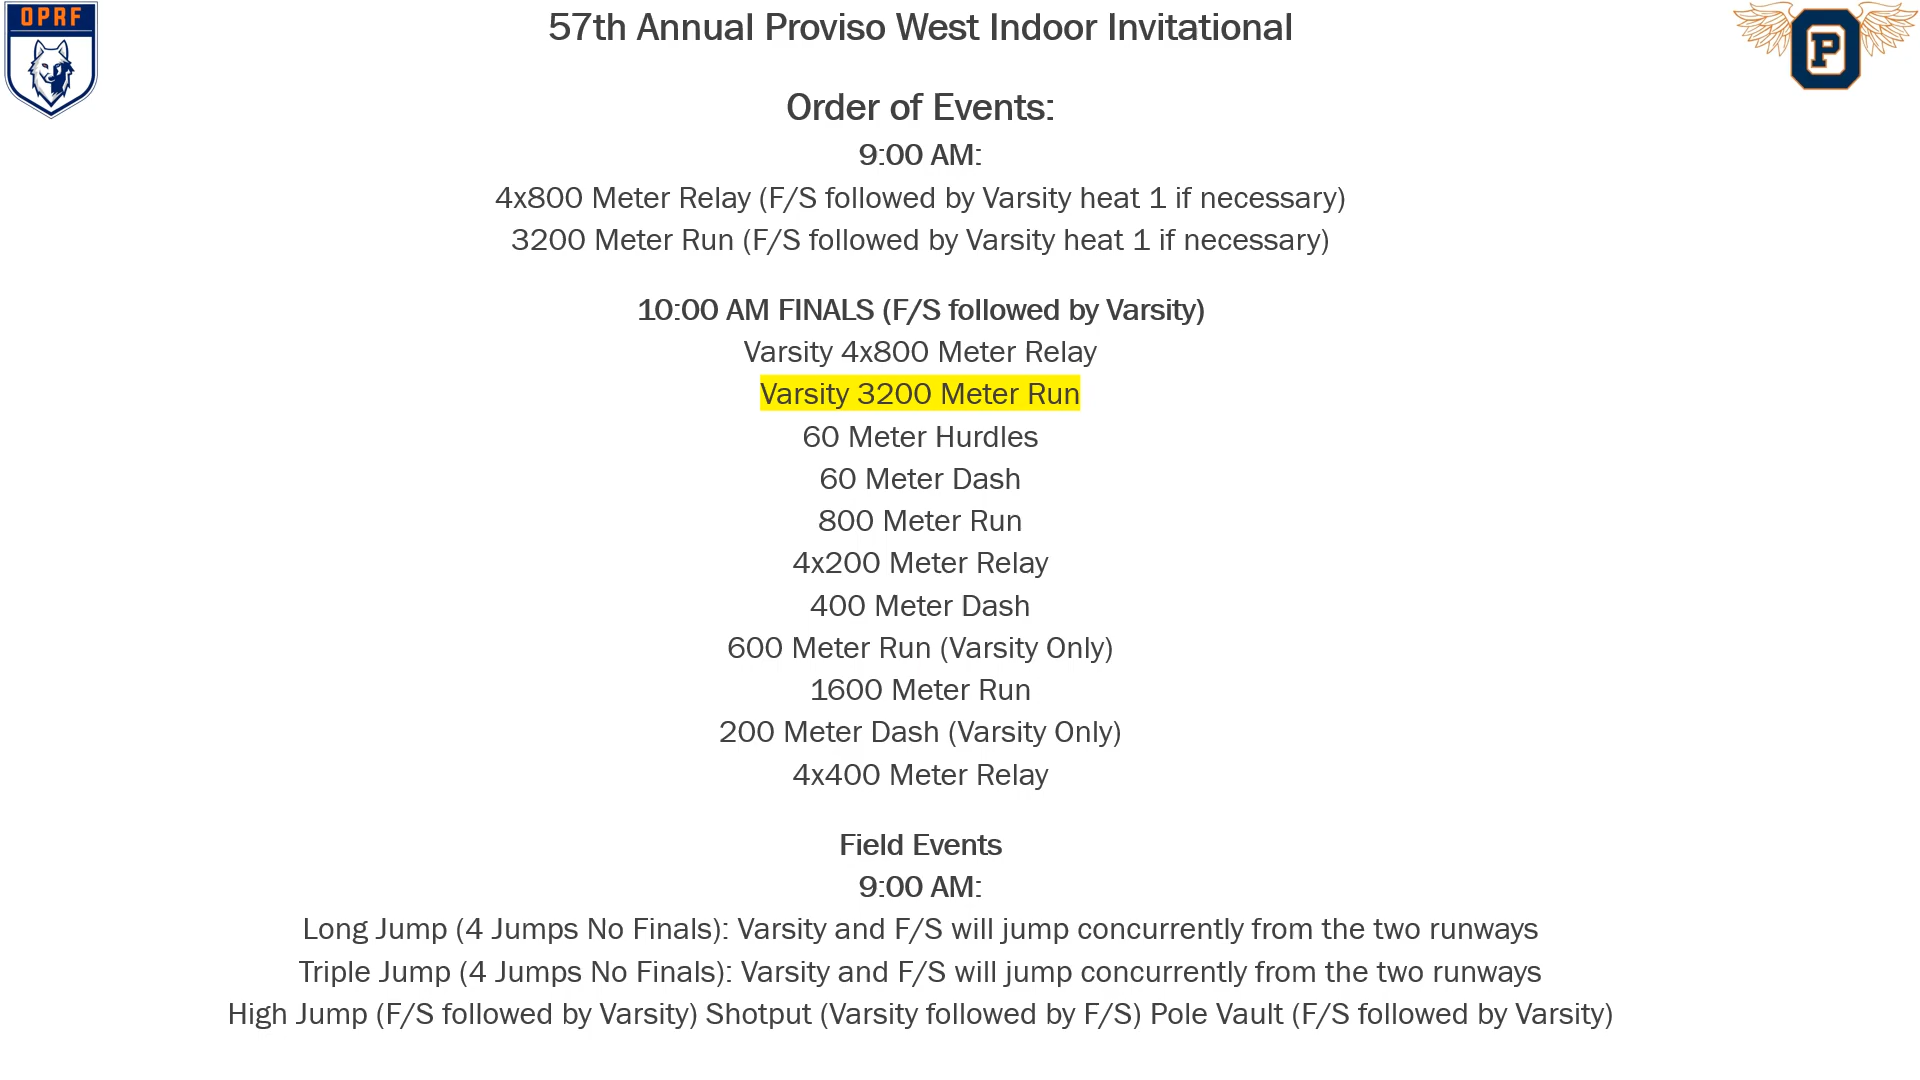 OPRF
57th Annual Proviso West Indoor Invitational
P
Order of Events:
9:00 AM:
4x800 Meter Relay (F/S followed by Varsity heat 1 if necessary)
3200 Meter Run (F/S followed by Varsity heat 1 if necessary)
10:00 AM FINALS (F/S followed by Varsity)
Varsity 4x800 Meter Relay
Varsity 3200 Meter Run
60 Meter Hurdles
60 Meter Dash
800 Meter Run
4x200 Meter Relay
400 Meter Dash
600 Meter Run (Varsity Only)
1600 Meter Run
200 Meter Dash (Varsity Only)
4x400 Meter Relay
Field Events
9:00 AM:
Long Jump (4 Jumps No Finals): Varsity and F/S will jump concurrently from the two runways
Triple Jump (4 Jumps No Finals): Varsity and F/S will jump concurrently from the two runways
High Jump (F/S followed by Varsity) Shotput (Varsity followed by F/S) Pole Vault (F/S followed by Varsity)